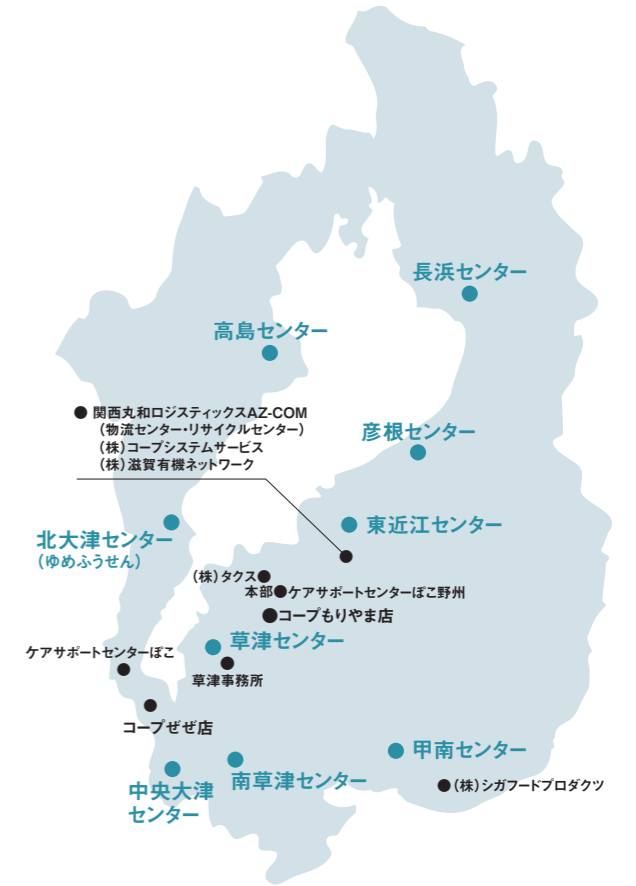 長浜センター
高島センター
● 関西丸和ロジスティックスAZ-COM
（物流センター・リサイクルセンター）
（株）コープシステムサービス
（株）滋賀有機ネットワーク
彦根センター
東近江センター
北大津センター
（ゆめふうせん）
（株）タクス
本部
ケアサポートセンターぽこ野州
コープもりやま店
草津センター
ケアサポートセンターぽこ
草津事務所
コープぜぜ店
甲南センター
南草津センター
中央大津
センター
（株）シガフードプロダクツ